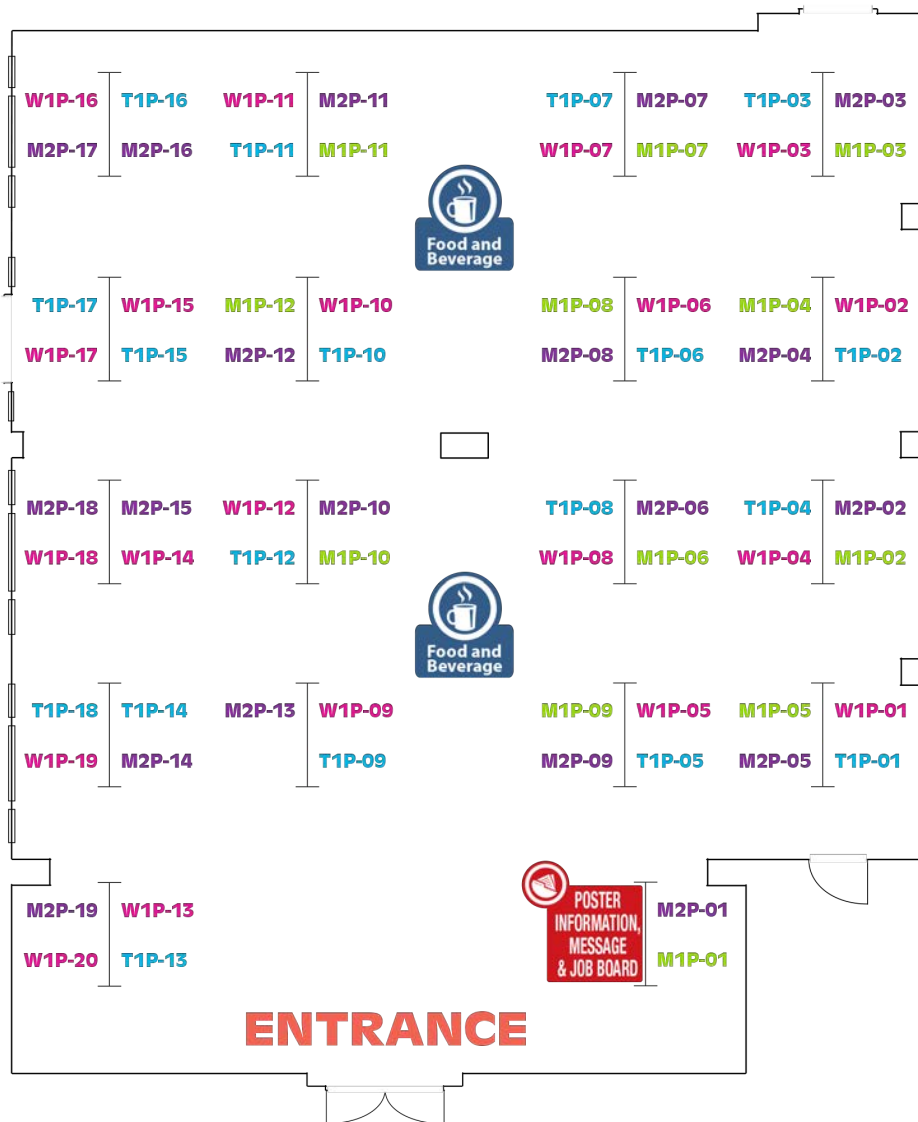 W1P-16 T1P-16 W1P-11 M2P-11 T1P-07 M2P-07 T1P-03 M2P-03
M2P-17 M2P-16 T1P-11 M1P-11 W1P-07 M1P-07 W1P-03 M1P-03
Food and
Beverage
T1P-17 W1P-15 M1P-12 W1P-10 M1P-08 W1P-06 M1P-04 W1P-02
W1P-17 T1P-15 M2P-12 T1P-10 M2P-08 T1P-06 M2P-04 T1P-02
M2P-18 M2P-15 W1P-12 M2P-10 T1P-08 M2P-06 T1P-04 M2P-02
W1P-18 W1P-14 T1P-12 M1P-10 W1P-08 M1P-06 W1P-04 M1P-02
Food and
Beverage
T1P-18 T1P-14 M2P-13 W1P-09 M1P-09 W1P-05 M1P-05 W1P-01
W1P-19 M2P-14 T1P-09 M2P-09 T1P-05 M2P-05 T1P-01
M2P-19 W1P-13 M2P-01
W1P-20 T1P-13 M1P-01
POSTER
INFORMATION,
MESSAGE
& JOB BOARD
ENTRANCE